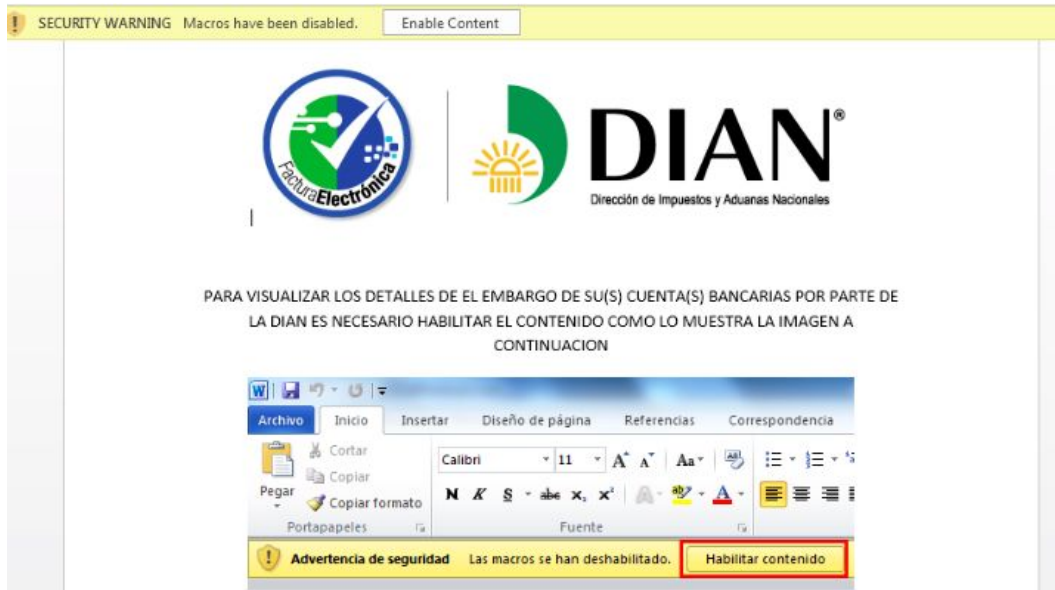 SECURITY WARNING Macros have been disabled. Enable Content
FacturaElectrónica
DIAN®
Dirección de Impuestos y Aduanas Nacionales
PARA VISUALIZAR LOS DETALLES DE EL EMBARGO DE SU(S) CUENTA(S) BANCARIAS POR PARTE DE
LA DIAN ES NECESARIO HABILITAR EL CONTENIDO COMO LO MUESTRA LA IMAGEN A
CONTINUACION
W
Archivo Inicio Insertar Diseño de página Referencias Correspondencia
Cortar
Calibri 11 A A Aa
Copiar
Pegar
Copiar formato
N K S abc x₂ x² A ab A
Portapapeles Fuente
Advertencia de seguridad Las macros se han deshabilitado. Habilitar contenido